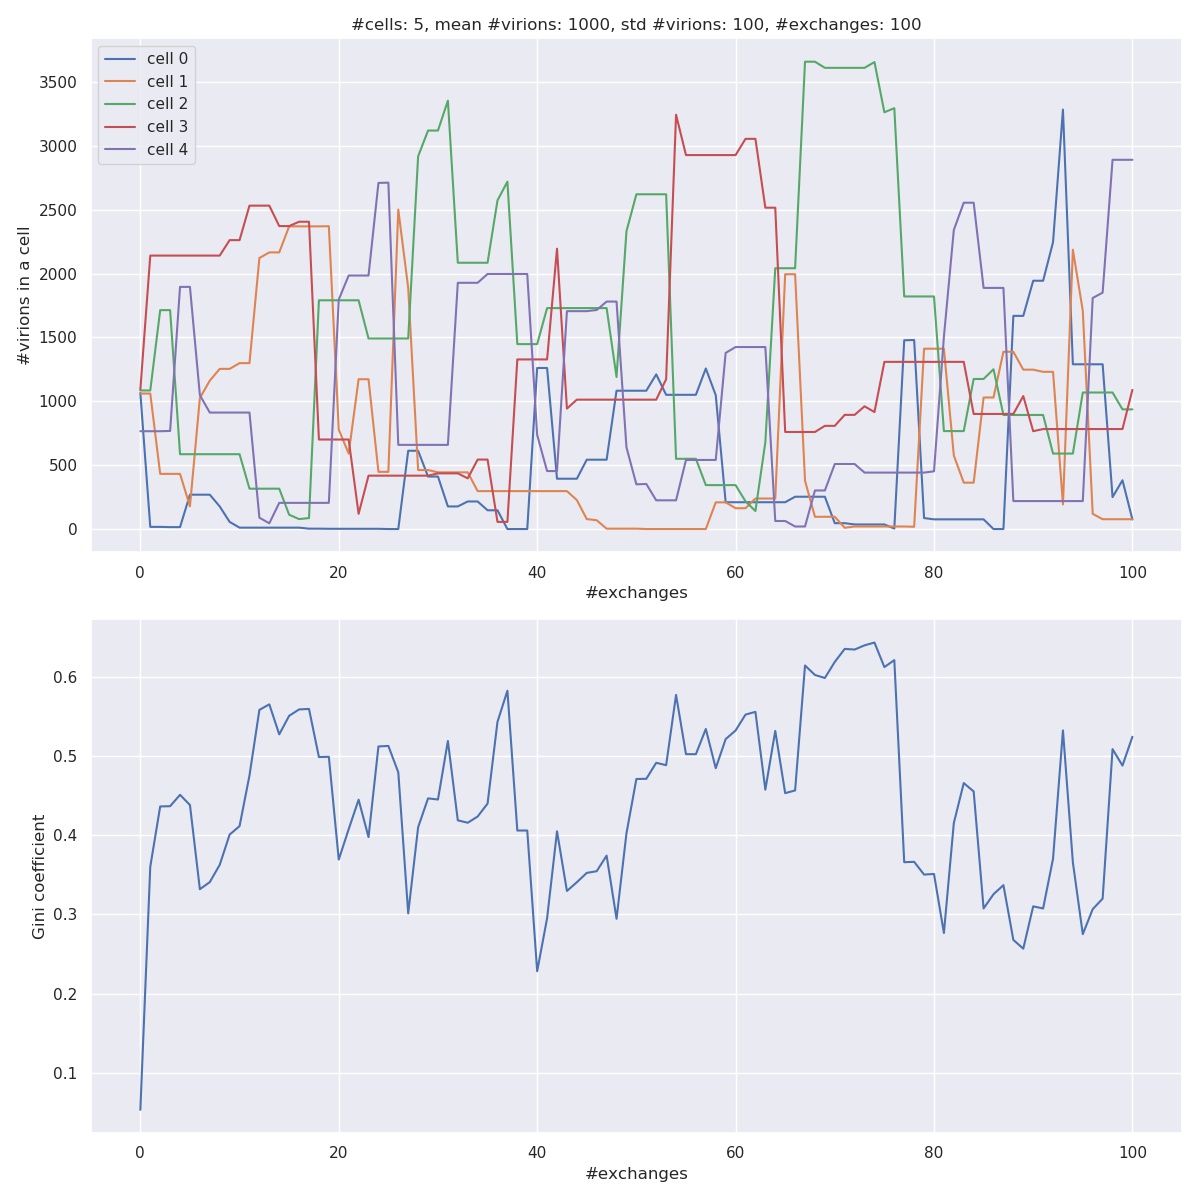 #cells: 5, mean #virions: 1000, std #virions: 100, #exchanges: 100
cell 0
cell 1
cell 2
cell 3
cell 4
3500
3000
2500
2000
1500
1000
500
0
#virions in a cell
0 20 40 60 80 100
#exchanges
0.6
0.5
0.4
0.3
0.2
0.1
Gini coefficient
0 20 40 60 80 100
#exchanges